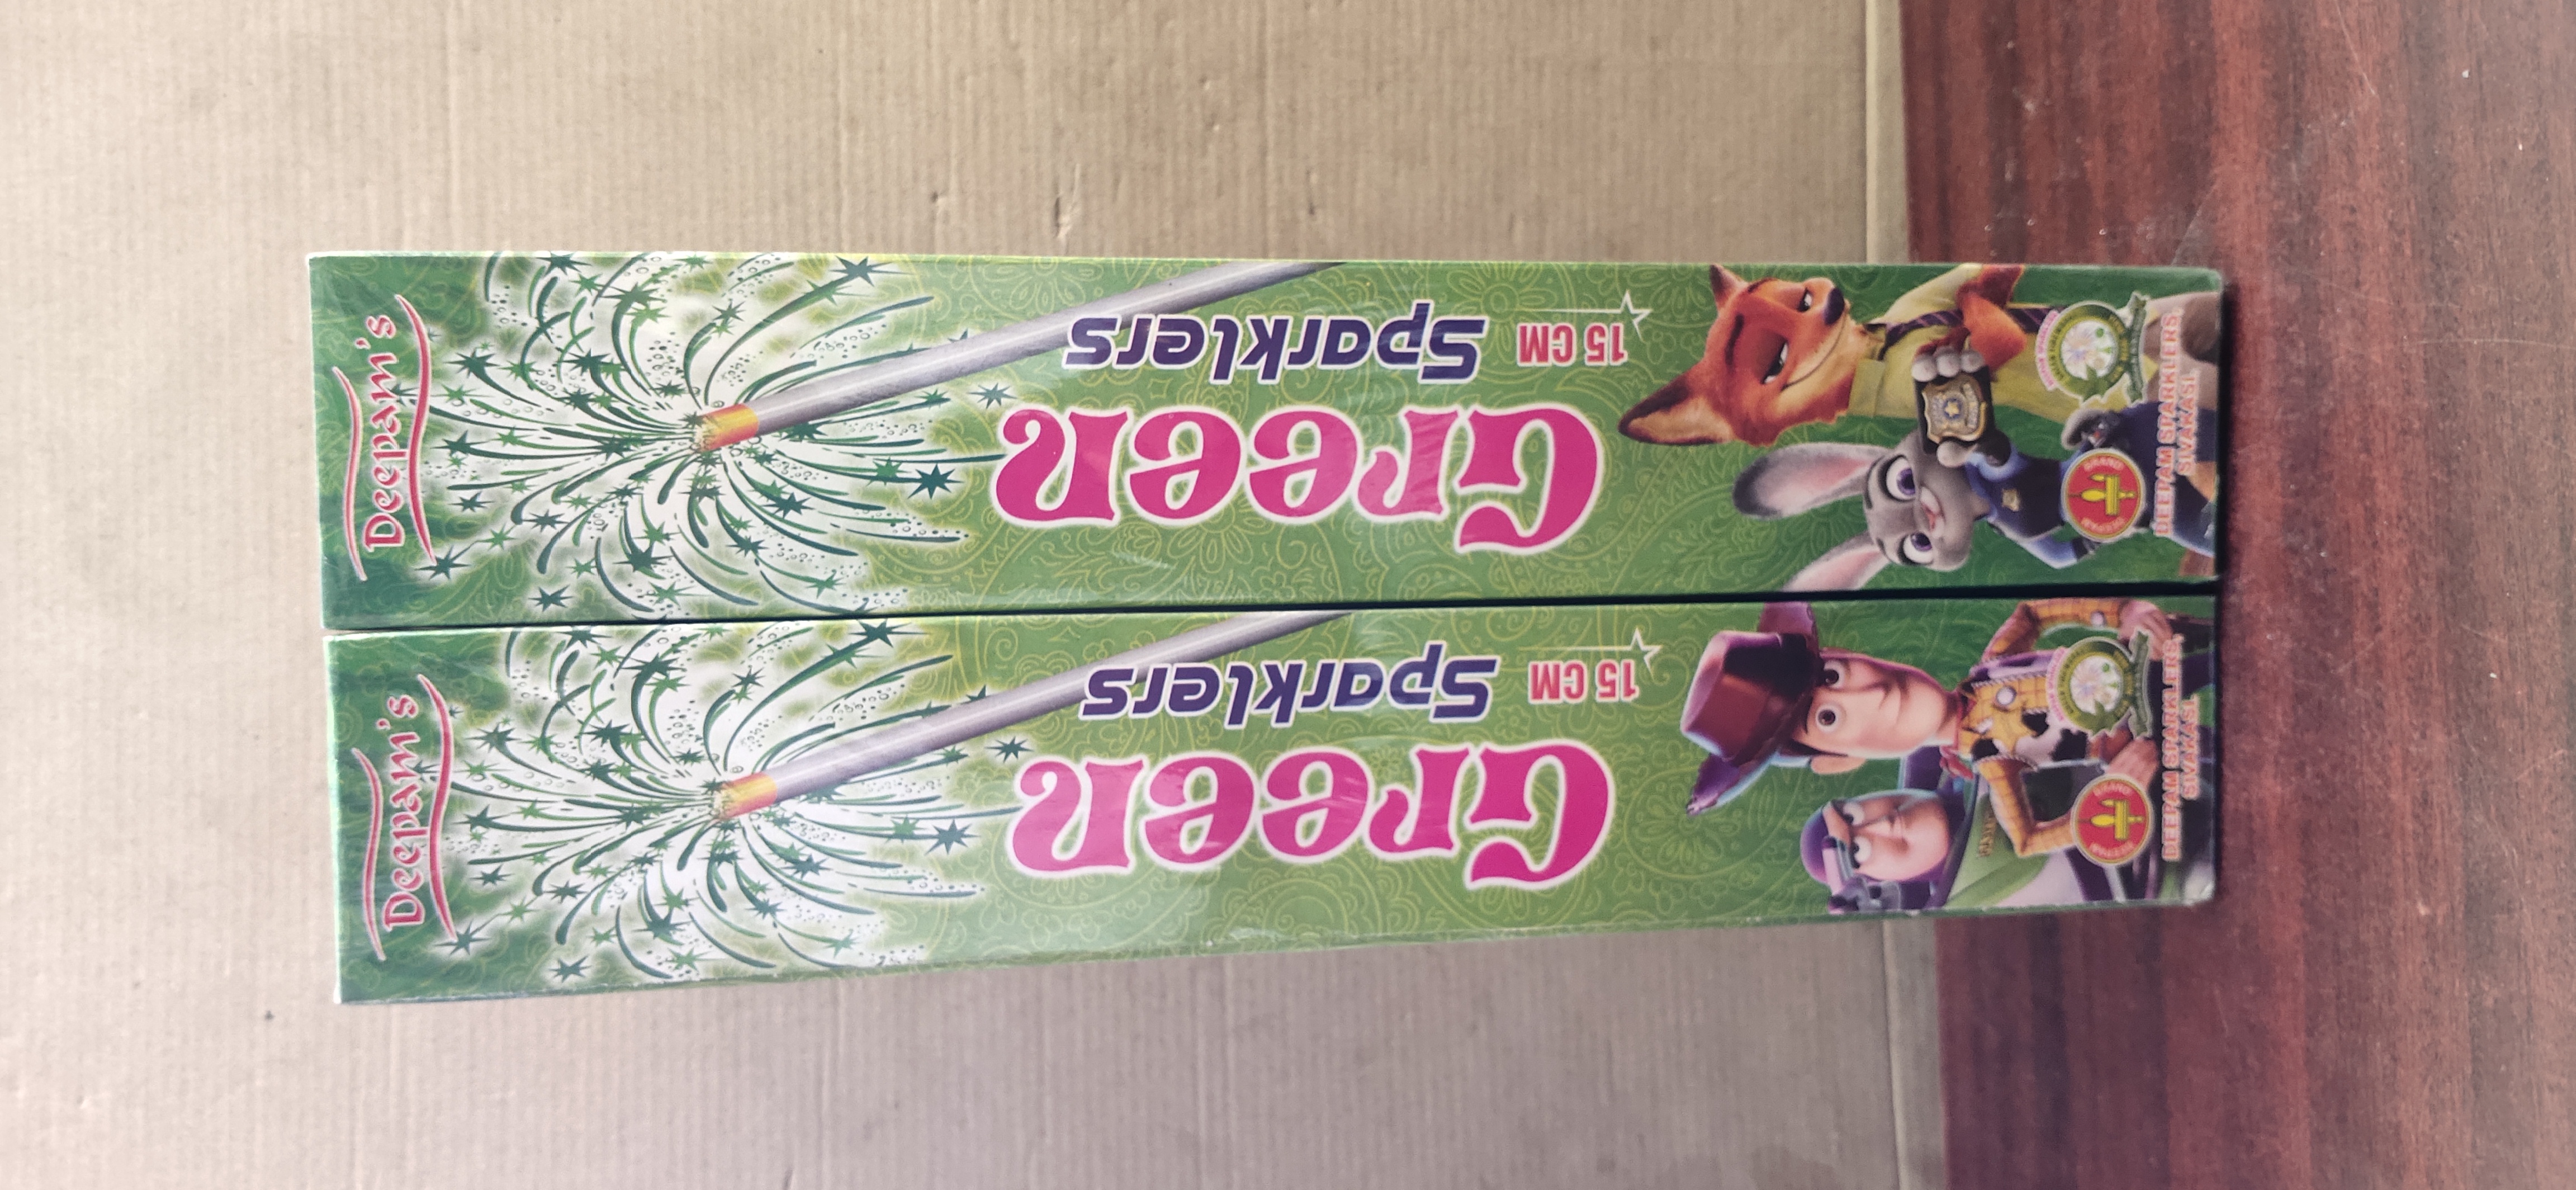 Deepam's
Green
Sparklers
15 CM
DEEPAM SPARKLERS,
SIVAKASI.
Deepam's
Green
Sparklers
15 CM
DEEPAM SPARKLERS,
SIVAKASI.